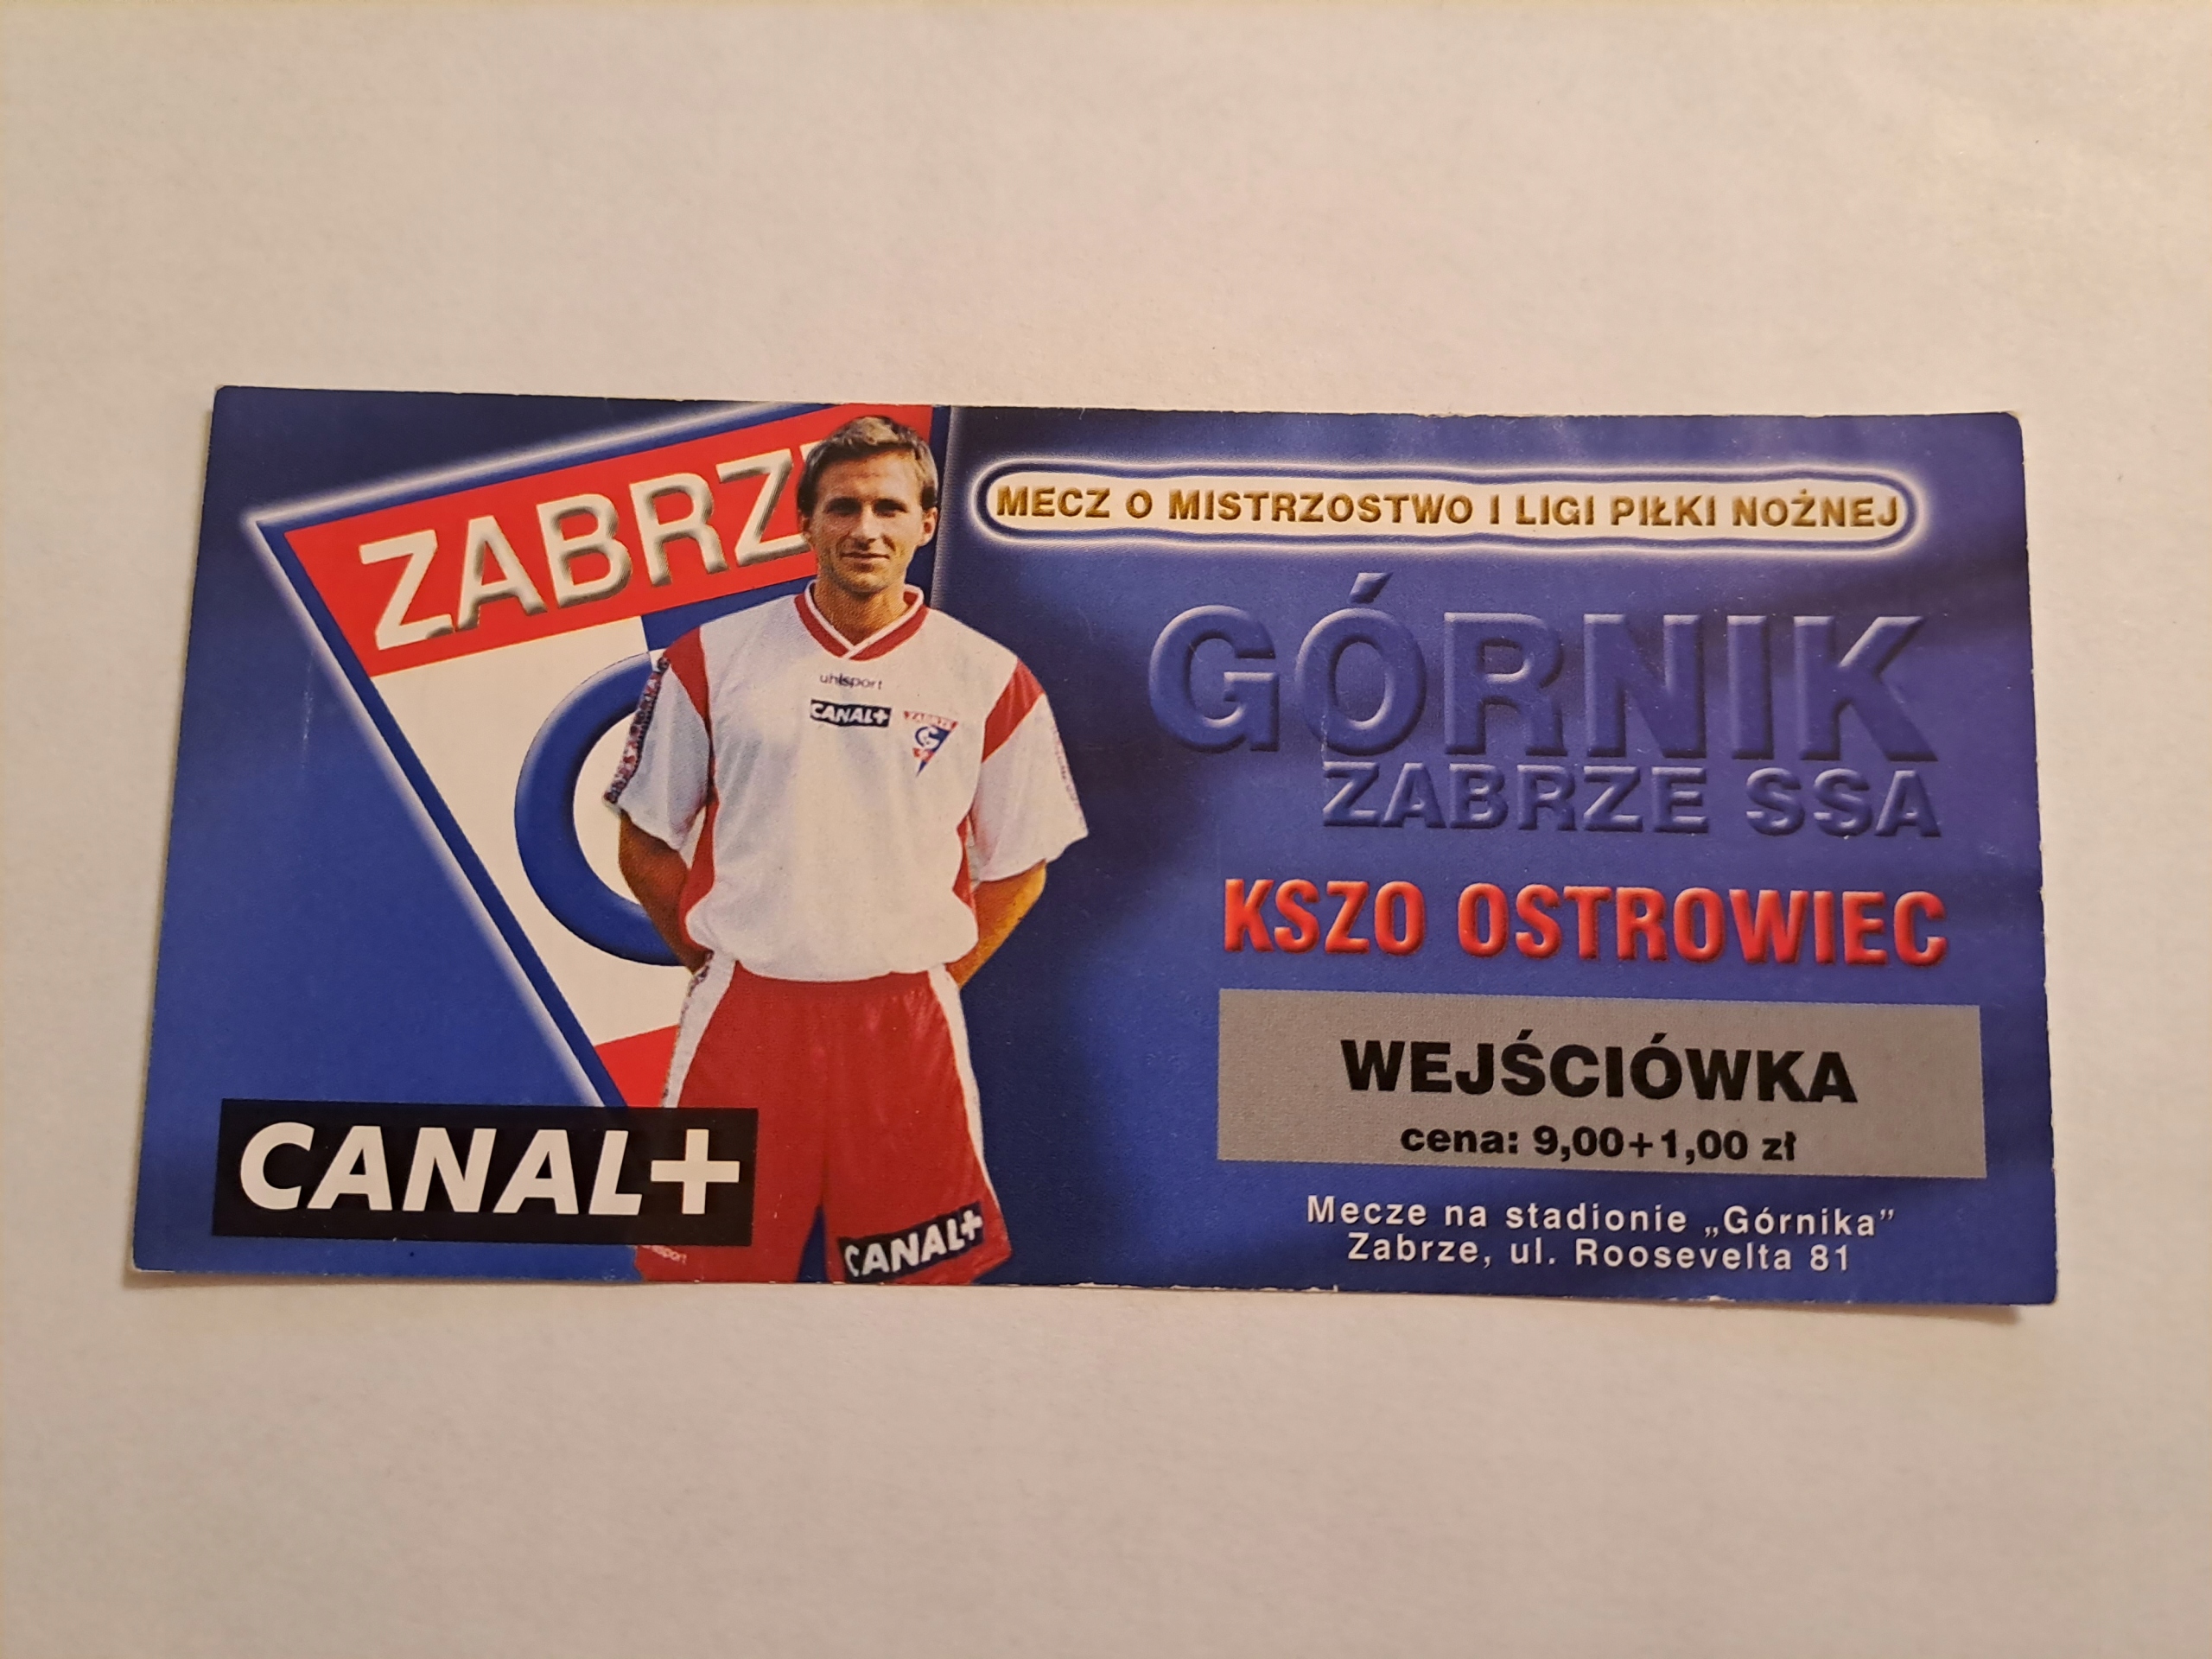 ZABRZ
uhlsport
CANAL+
ZABRZE
CANAL+
CANAL+
MECZ O MISTRZOSTWO I LIGI PIŁKI NOŻNEJ
GÓRNIK
ZABRZE SSA
KSZO OSTROWIEC
WEJŚCIÓWKA
cena: 9,00+1,00 zł
Mecze na stadionie „Górnika”
Zabrze, ul. Roosevelta 81